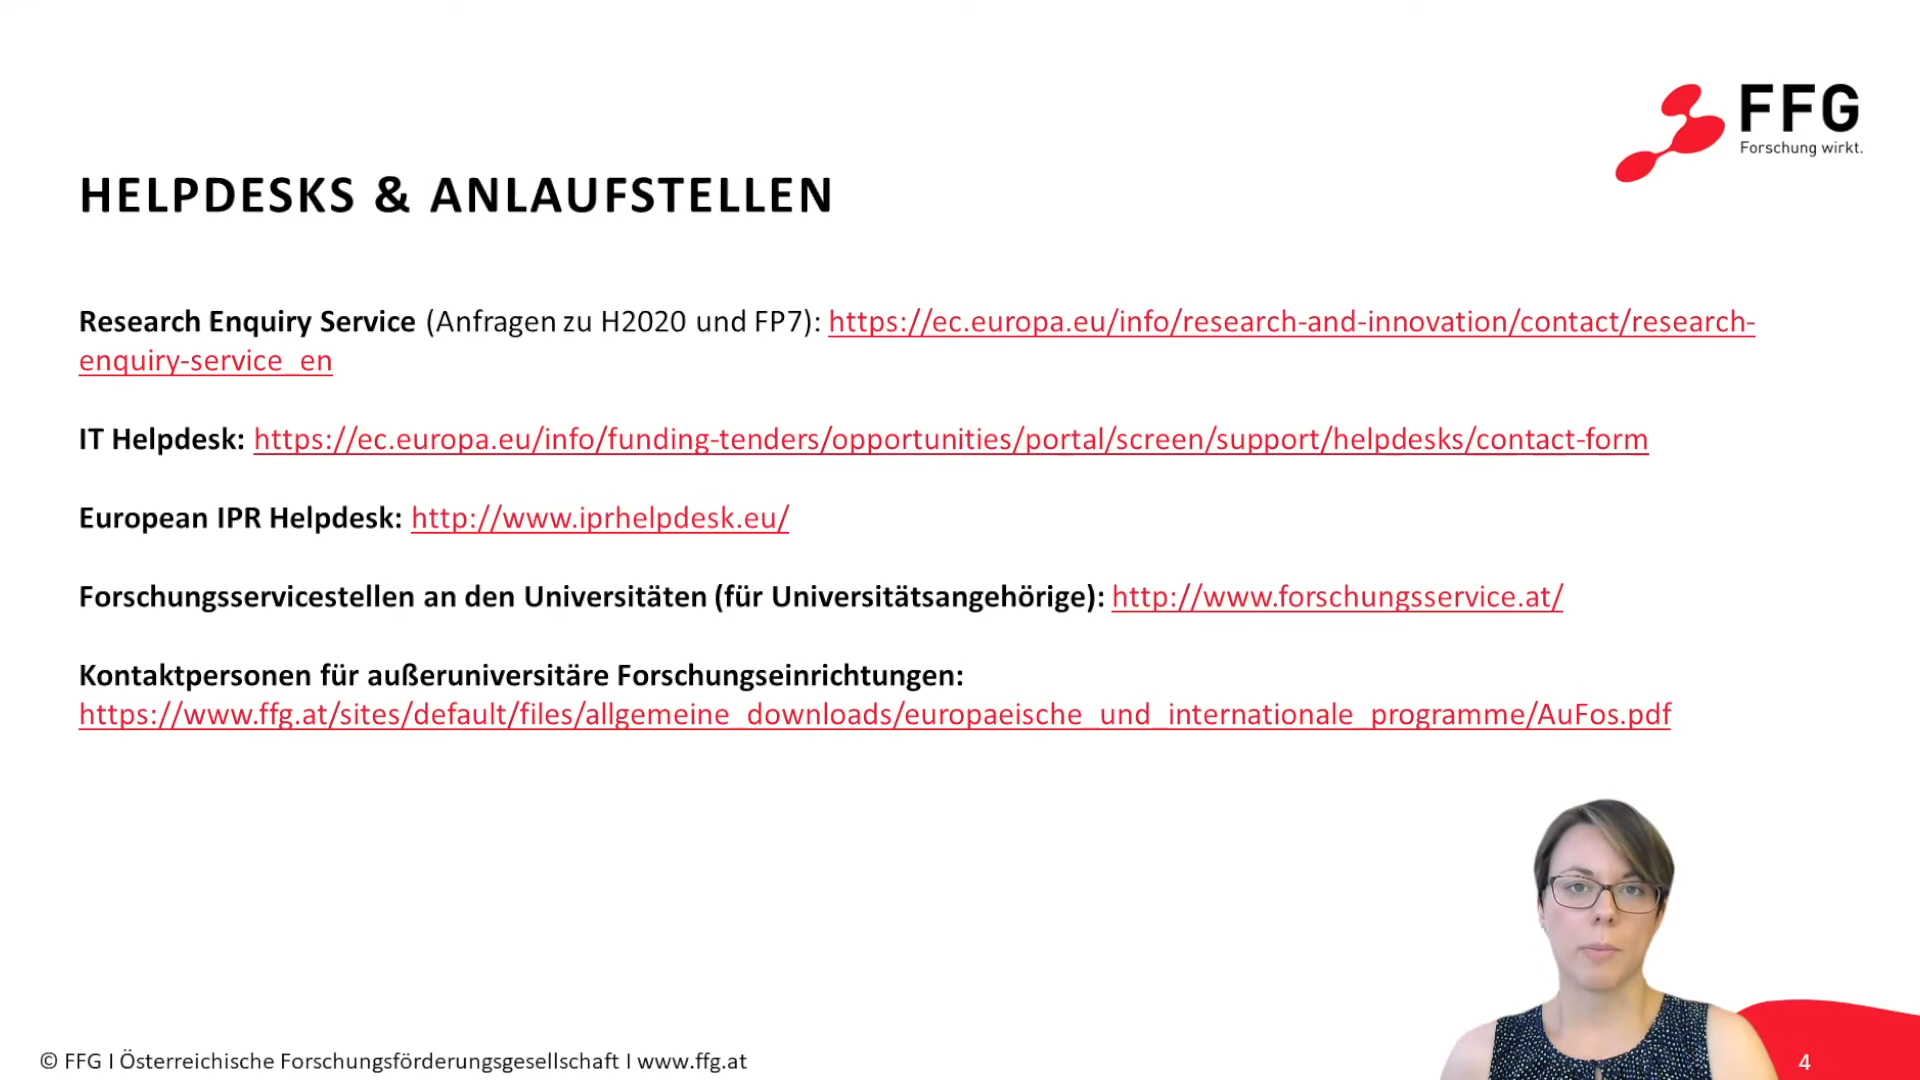 FFG
Forschung wirkt.
HELPDESKS & ANLAUFSTELLEN
Research Enquiry Service (Anfragen zu H2020 und FP7): https://ec.europa.eu/info/research-and-innovation/contact/research-
enquiry-service_en
IT Helpdesk: https://ec.europa.eu/info/funding-tenders/opportunities/portal/screen/support/helpdesks/contact-form
European IPR Helpdesk: http://www.iprhelpdesk.eu/
Forschungsservicestellen an den Universitäten (für Universitätsangehörige): http://www.forschungsservice.at/
Kontaktpersonen für außeruniversitäre Forschungseinrichtungen:
https://www.ffg.at/sites/default/files/allgemeine_downloads/europaeische_und_internationale_programme/AuFos.pdf
© FFG I Österreichische Forschungsförderungsgesellschaft I www.ffg.at
4